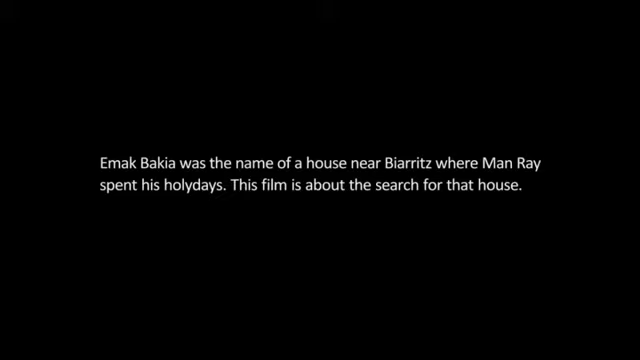 Emak Bakia was the name of a house near Biarritz where Man Ray
spent his holydays. This film is about the search for that house.